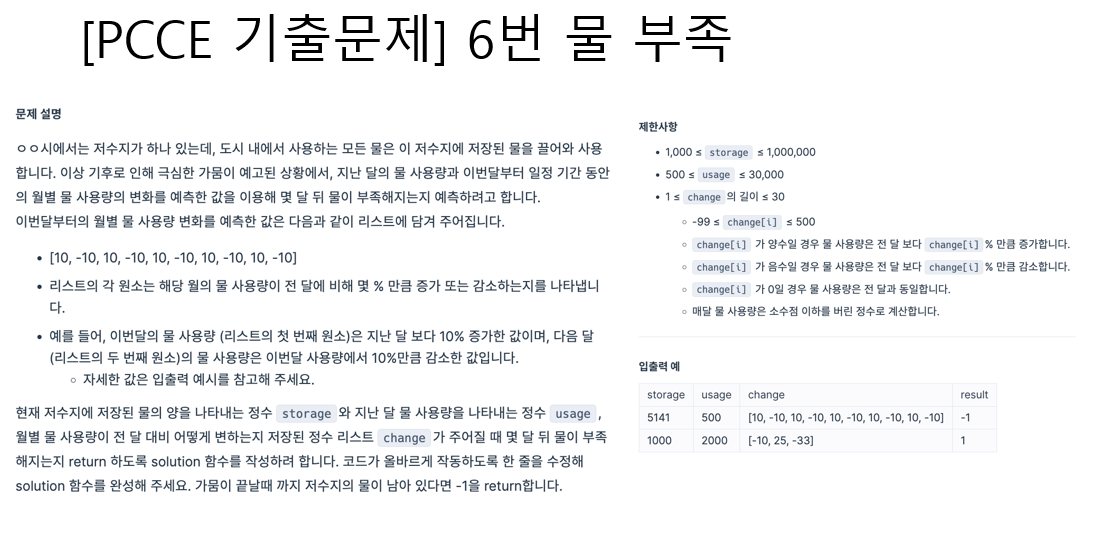 [PCCE 기출문제] 6번 물 부족
문제 설명
ㅇㅇ시에서는 저수지가 하나 있는데, 도시 내에서 사용하는 모든 물은 이 저수지에 저장된 물을 끌어와 사용
합니다. 이상 기후로 인해 극심한 가뭄이 예고된 상황에서, 지난 달의 물 사용량과 이번달부터 일정 기간 동안
의 월별 물 사용량의 변화를 예측한 값을 이용해 몇 달 뒤 물이 부족해지는지 예측하려고 합니다.
이번달부터의 월별 물 사용량 변화를 예측한 값은 다음과 같이 리스트에 담겨 주어집니다.
• [10, -10, 10, -10, 10, -10, 10, -10, 10, -10]
• 리스트의 각 원소는 해당 월의 물 사용량이 전 달에 비해 몇 % 만큼 증가 또는 감소하는지를 나타냅니
다.
• 예를 들어, 이번달의 물 사용량 (리스트의 첫 번째 원소)은 지난 달 보다 10% 증가한 값이며, 다음 달
(리스트의 두 번째 원소)의 물 사용량은 이번달 사용량에서 10%만큼 감소한 값입니다.
◦ 자세한 값은 입출력 예시를 참고해 주세요.
현재 저수지에 저장된 물의 양을 나타내는 정수 storage 와 지난 달 물 사용량을 나타내는 정수 usage ,
월별 물 사용량이 전 달 대비 어떻게 변하는지 저장된 정수 리스트 change 가 주어질 때 몇 달 뒤 물이 부족
해지는지 return 하도록 solution 함수를 작성하려 합니다. 코드가 올바르게 작동하도록 한 줄을 수정해
solution 함수를 완성해 주세요. 가뭄이 끝날때 까지 저수지의 물이 남아 있다면 -1을 return합니다.
제한사항
• 1,000 ≤ storage ≤ 1,000,000
• 500 ≤ usage ≤ 30,000
• 1 ≤ change 의 길이 ≤ 30
◦ -99 ≤ change[i] ≤ 500
◦ change[i] 가 양수일 경우 물 사용량은 전 달 보다 change[i] % 만큼 증가합니다.
◦ change[i] 가 음수일 경우 물 사용량은 전 달 보다 change[i] % 만큼 감소합니다.
◦ change[i] 가 0일 경우 물 사용량은 전 달과 동일합니다.
◦ 매달 물 사용량은 소수점 이하를 버린 정수로 계산합니다.
입출력 예
storage usage change result
5141 500 [10, -10, 10, -10, 10, -10, 10, -10, 10, -10] -1
1000 2000 [-10, 25, -33] 1